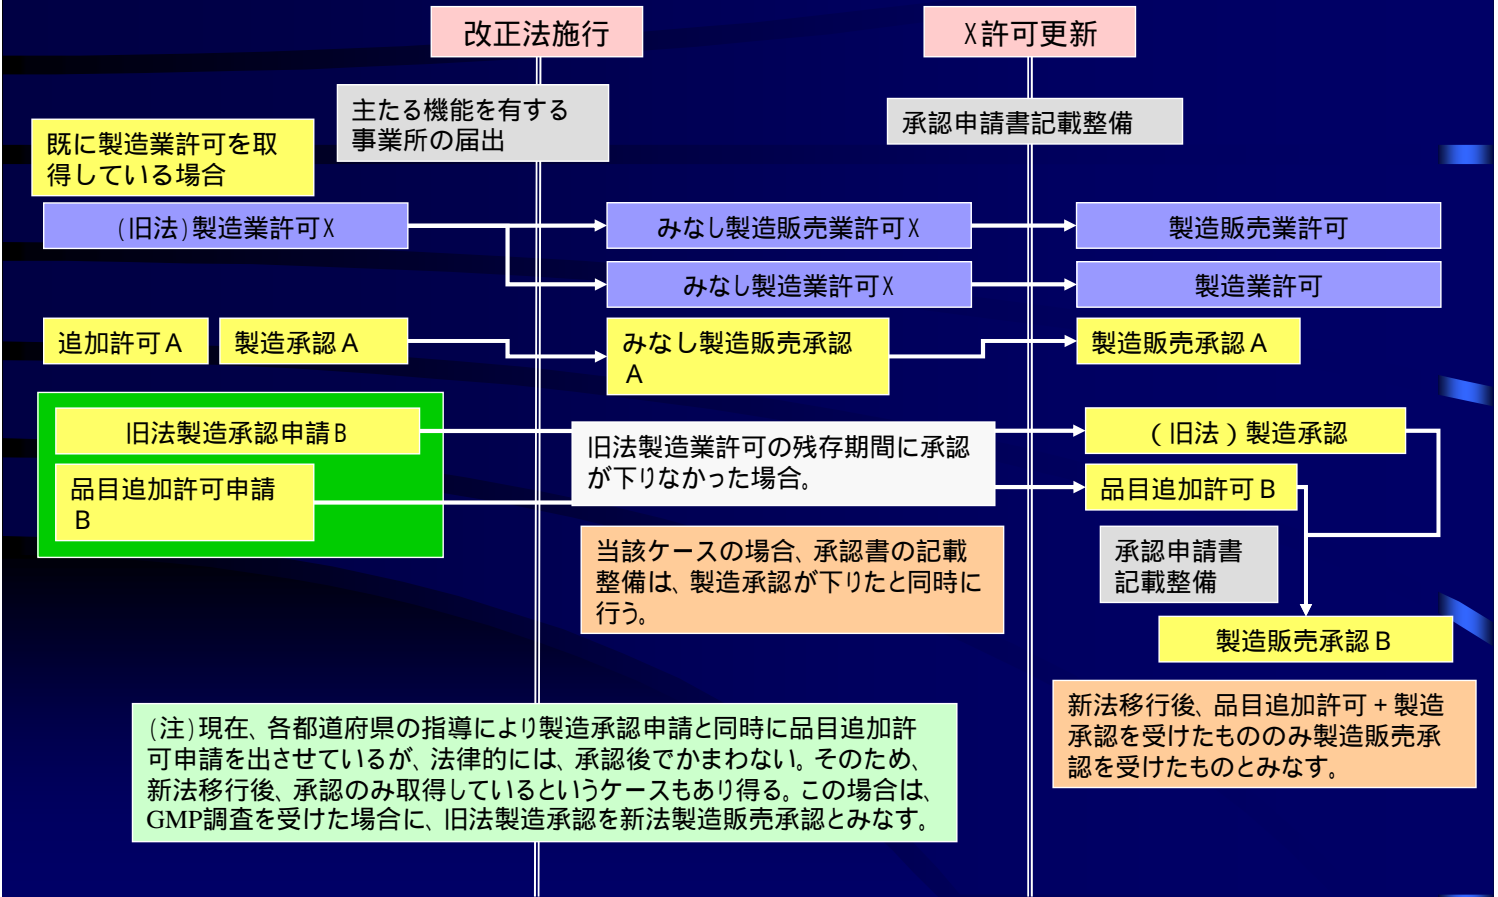 改正法施行
X許可更新
主たる機能を有する
事業所の届出
承認申請書記載整備
既に製造業許可を取
得している場合
(旧法)製造業許可X
みなし製造販売業許可X
製造販売業許可
みなし製造業許可X
製造業許可
追加許可A
製造承認A
みなし製造販売承認
A
製造販売承認A
旧法製造承認申請B
旧法製造業許可の残存期間に承認
が下りなかった場合。
(旧法)製造承認
品目追加許可申請
B
品目追加許可B
当該ケースの場合、承認書の記載
整備は、製造承認が下りたと同時に
行う。
承認申請書
記載整備
製造販売承認B
新法移行後、品目追加許可+製造
承認を受けたもののみ製造販売承
認を受けたものとみなす。
(注)現在、各都道府県の指導により製造承認申請と同時に品目追加許
可申請を出させているが、法律的には、承認後でかまわない。そのため、
新法移行後、承認のみ取得しているというケースもあり得る。この場合は、
GMP調査を受けた場合に、旧法製造承認を新法製造販売承認とみなす。